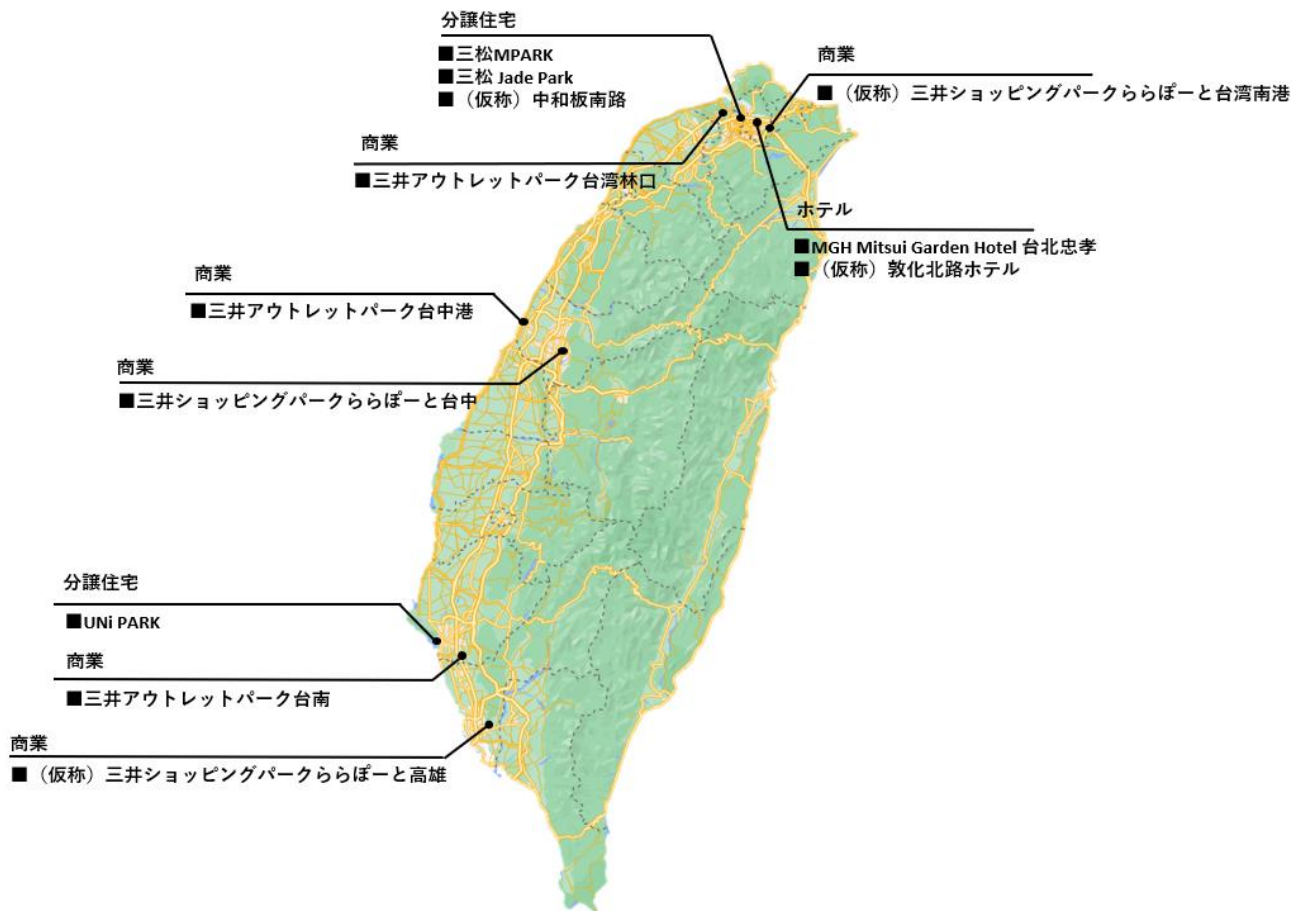 分譲住宅
■三松MPARK
■三松 Jade Park
■（仮称）中和板南路
商業
■（仮称）三井ショッピングパークららぽーと台湾南港
商業
■三井アウトレットパーク台湾林口
ホテル
■MGH Mitsui Garden Hotel 台北忠孝
■（仮称）敦化北路ホテル
商業
■三井アウトレットパーク台中港
商業
■三井ショッピングパークららぽーと台中
分譲住宅
■UNi PARK
商業
■三井アウトレットパーク台南
商業
■（仮称）三井ショッピングパークららぽーと高雄